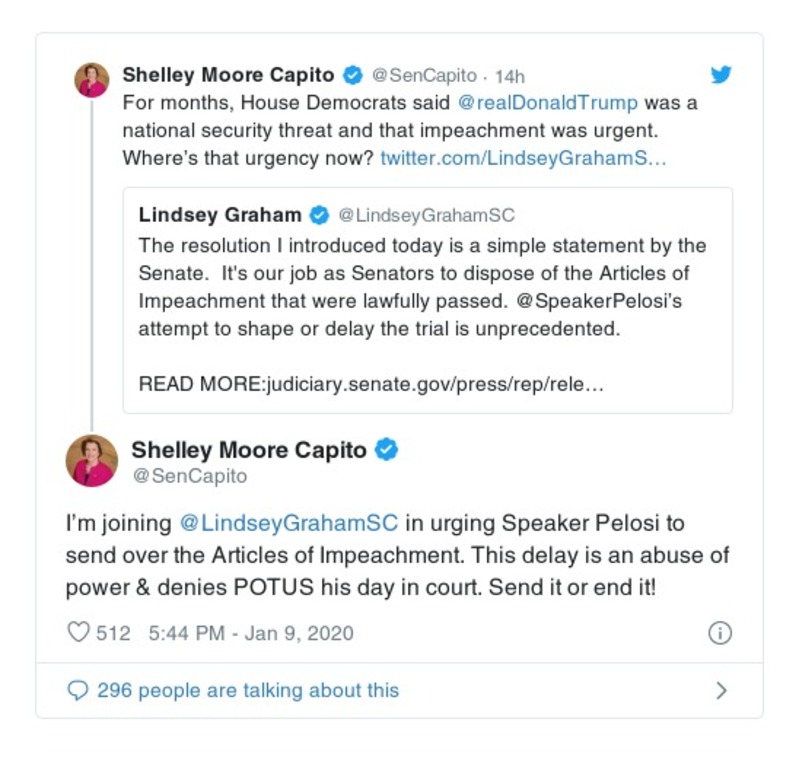 Shelley Moore Capito @SenCapito · 14h
For months, House Democrats said @realDonaldTrump was a
national security threat and that impeachment was urgent.
Where's that urgency now? twitter.com/LindseyGrahamS…
Lindsey Graham @LindseyGrahamSC
The resolution I introduced today is a simple statement by the
Senate.  It's our job as Senators to dispose of the Articles of
Impeachment that were lawfully passed. @SpeakerPelosi's
attempt to shape or delay the trial is unprecedented.
READ MORE:judiciary.senate.gov/press/rep/rele…
Shelley Moore Capito
@SenCapito
I'm joining @LindseyGrahamSC in urging Speaker Pelosi to
send over the Articles of Impeachment. This delay is an abuse of
power & denies POTUS his day in court. Send it or end it!
512 5:44 PM - Jan 9, 2020
296 people are talking about this